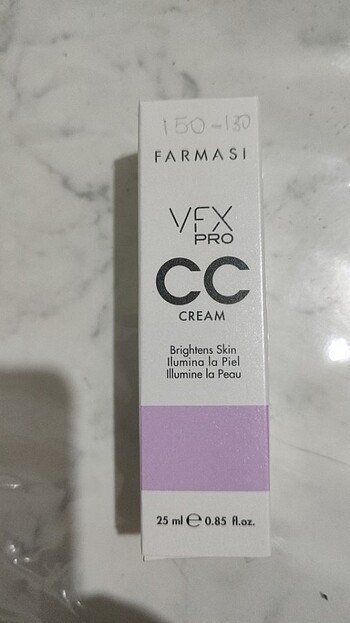 150-130
FARMASI
VFX
PRO
CC
CREAM
Brightens Skin
Ilumina la Piel
Illumine la Peau
25 ml ℮ 0.85 fl.oz.